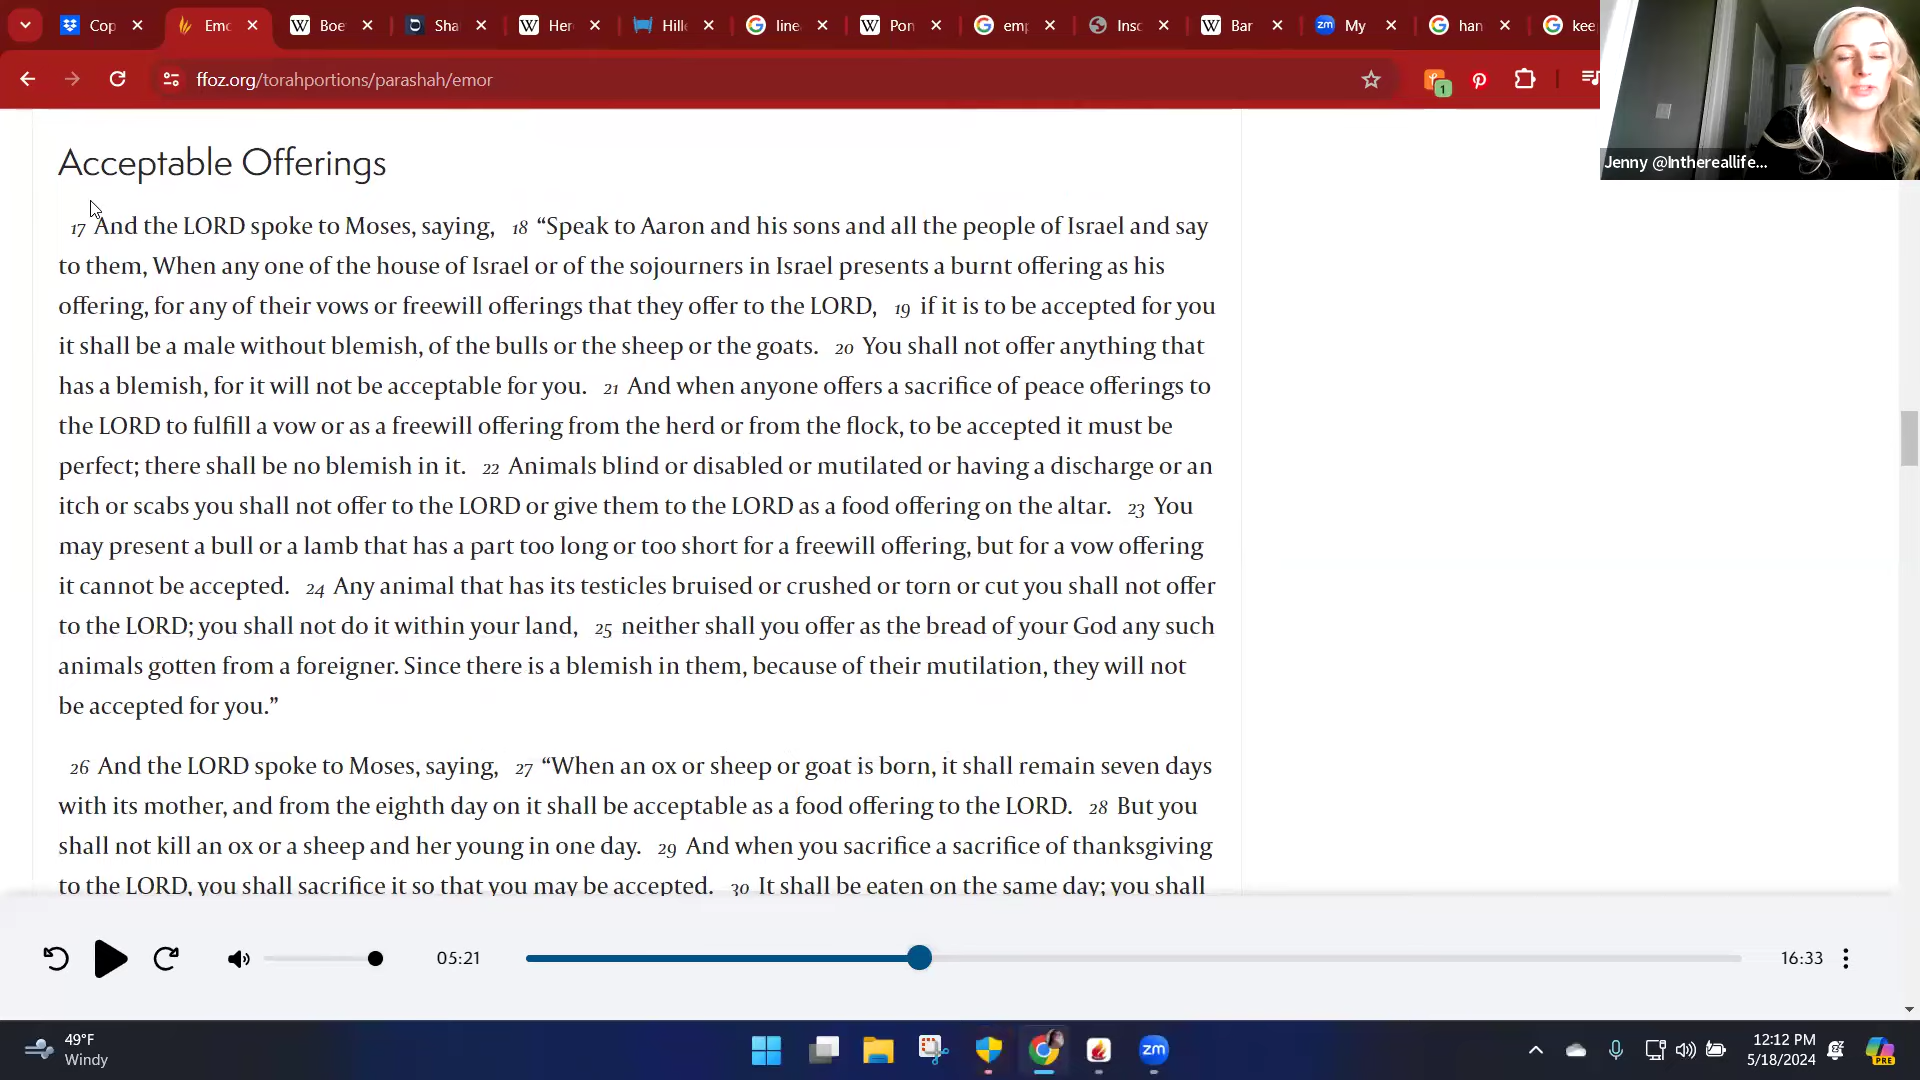 Cop
Emo
Boe
Sha
Her
Hill
line
Pon
emp
Insc
Bar
My
han
kee
ffoz.org/torahportions/parashah/emor
1
Jenny @Inthereallife...
Acceptable Offerings
17 And the LORD spoke to Moses, saying, 18 “Speak to Aaron and his sons and all the people of Israel and say
to them, When any one of the house of Israel or of the sojourners in Israel presents a burnt offering as his
offering, for any of their vows or freewill offerings that they offer to the LORD, 19 if it is to be accepted for you
it shall be a male without blemish, of the bulls or the sheep or the goats. 20 You shall not offer anything that
has a blemish, for it will not be acceptable for you. 21 And when anyone offers a sacrifice of peace offerings to
the LORD to fulfill a vow or as a freewill offering from the herd or from the flock, to be accepted it must be
perfect; there shall be no blemish in it. 22 Animals blind or disabled or mutilated or having a discharge or an
itch or scabs you shall not offer to the LORD or give them to the LORD as a food offering on the altar. 23 You
may present a bull or a lamb that has a part too long or too short for a freewill offering, but for a vow offering
it cannot be accepted. 24 Any animal that has its testicles bruised or crushed or torn or cut you shall not offer
to the LORD; you shall not do it within your land, 25 neither shall you offer as the bread of your God any such
animals gotten from a foreigner. Since there is a blemish in them, because of their mutilation, they will not
be accepted for you.”
26 And the LORD spoke to Moses, saying, 27 “When an ox or sheep or goat is born, it shall remain seven days
with its mother, and from the eighth day on it shall be acceptable as a food offering to the LORD. 28 But you
shall not kill an ox or a sheep and her young in one day. 29 And when you sacrifice a sacrifice of thanksgiving
to the LORD, you shall sacrifice it so that you may be accepted. 30 It shall be eaten on the same day; you shall
05:21
16:33
49°F
Windy
zm
12:12 PM
5/18/2024
PRE